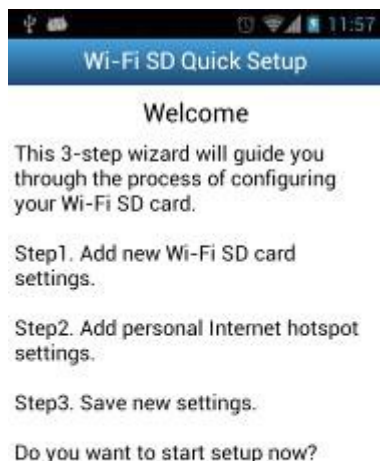 11:57
Wi-Fi SD Quick Setup
Welcome
This 3-step wizard will guide you
through the process of configuring
your Wi-Fi SD card.
Step1. Add new Wi-Fi SD card
settings.
Step2. Add personal Internet hotspot
settings.
Step3. Save new settings.
Do you want to start setup now?